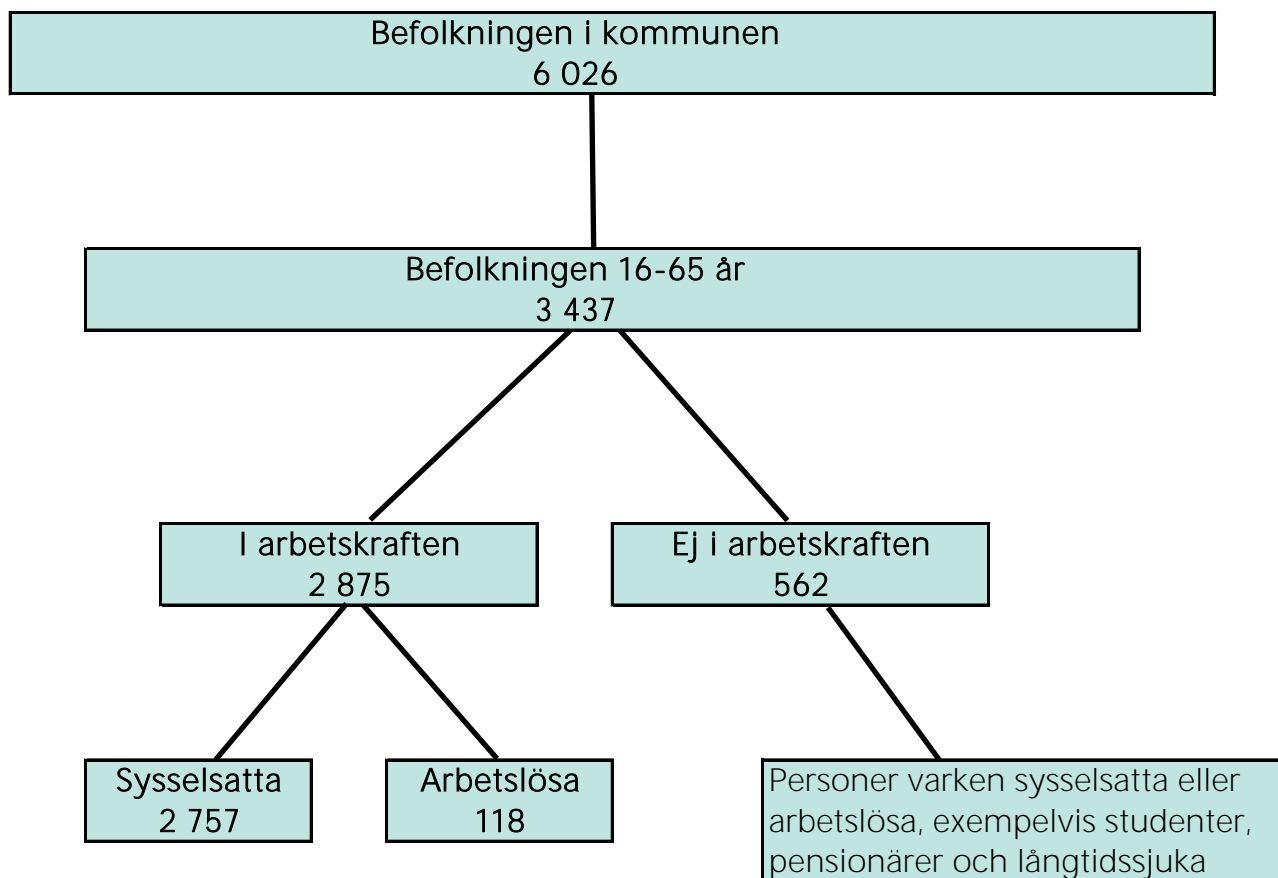 Befolkningen i kommunen
6 026
Befolkningen 16-65 år
3 437
I arbetskraften
2 875
Ej i arbetskraften
562
Sysselsatta
2 757
Arbetslösa
118
Personer varken sysselsatta eller
arbetslösa, exempelvis studenter,
pensionärer och långtidssjuka